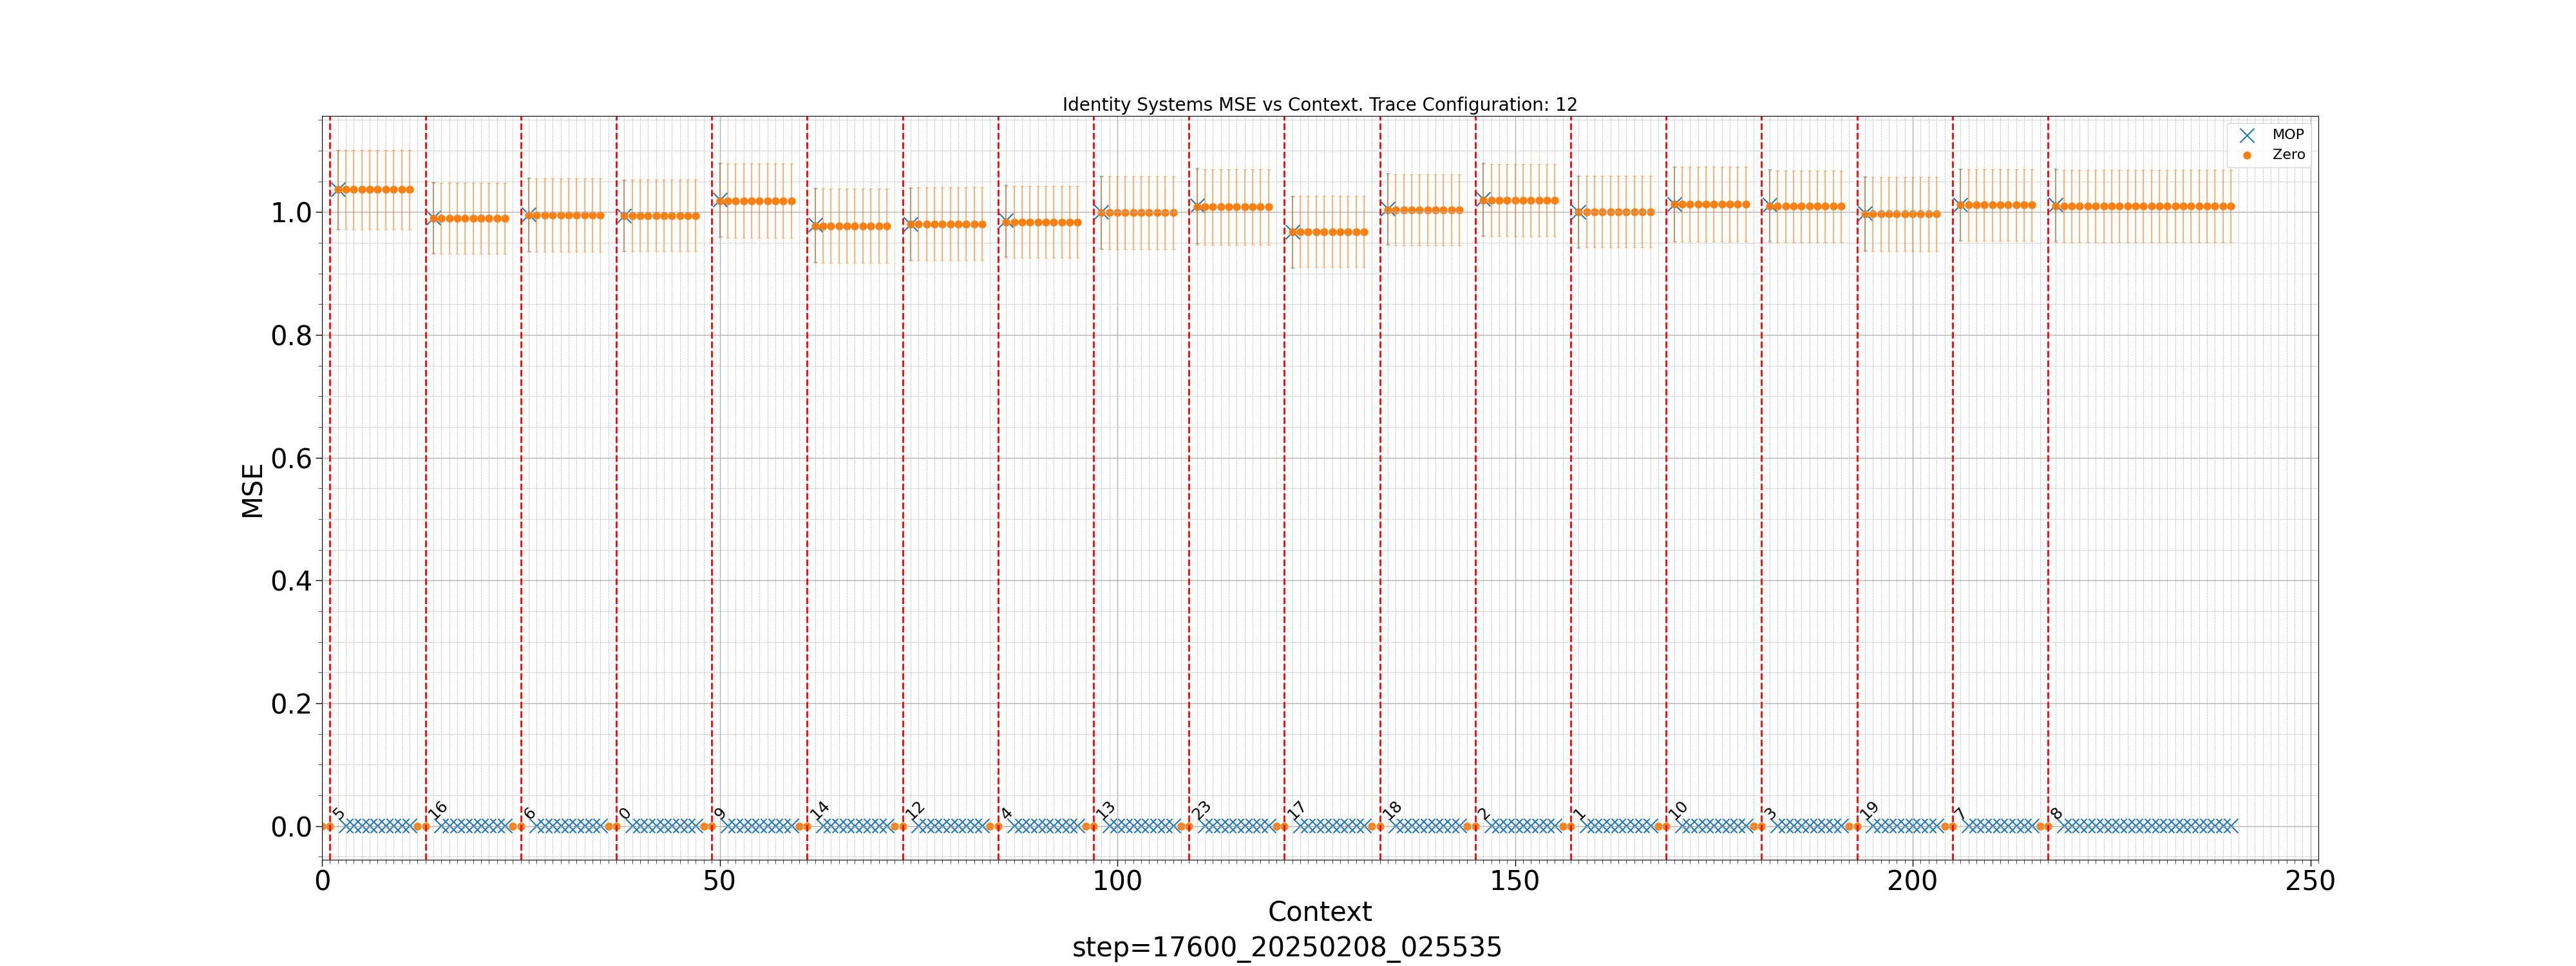 Identity Systems MSE vs Context. Trace Configuration: 12
MOP
Zero
1.0
0.8
0.6
0.4
0.2
0.0
MSE
5 16 6 0 9 14 12 4 13 23 17 18 2 1 10 3 19 7 8
0 50 100 150 200 250
Context
step=17600_20250208_025535